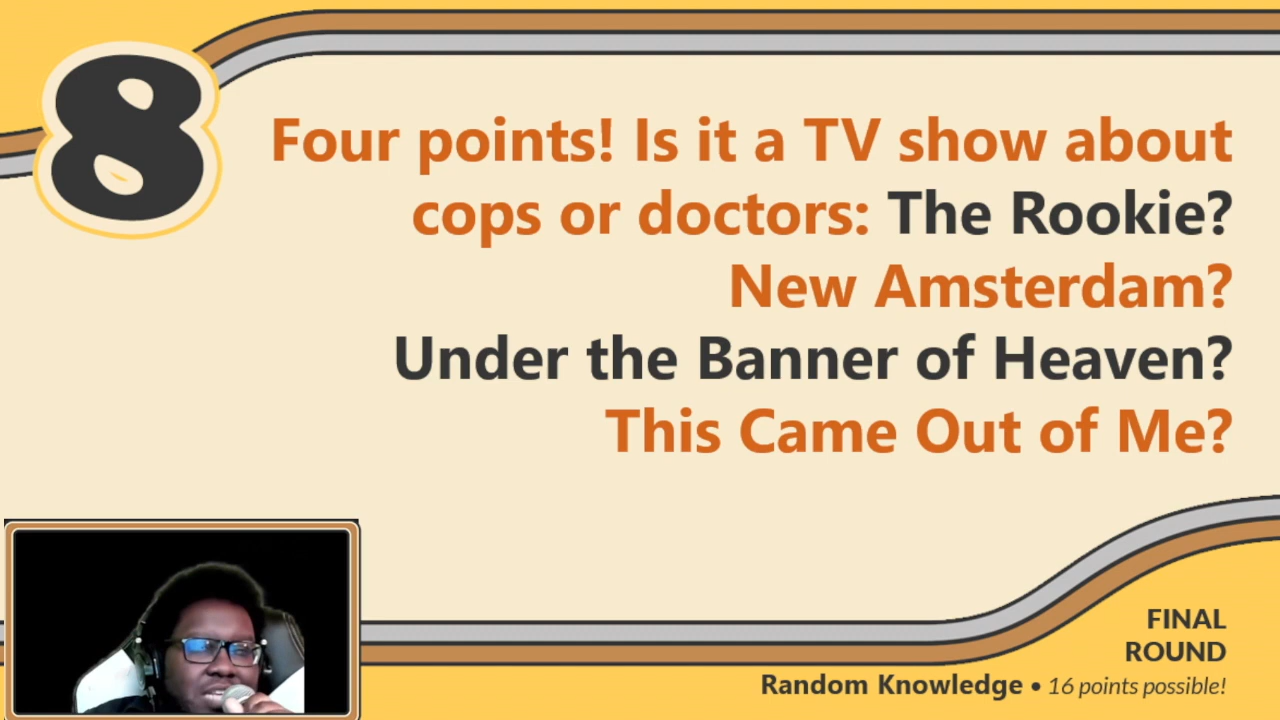 8
Four points! Is it a TV show about
cops or doctors: The Rookie?
New Amsterdam?
Under the Banner of Heaven?
This Came Out of Me?
FINAL
ROUND
Random Knowledge • 16 points possible!